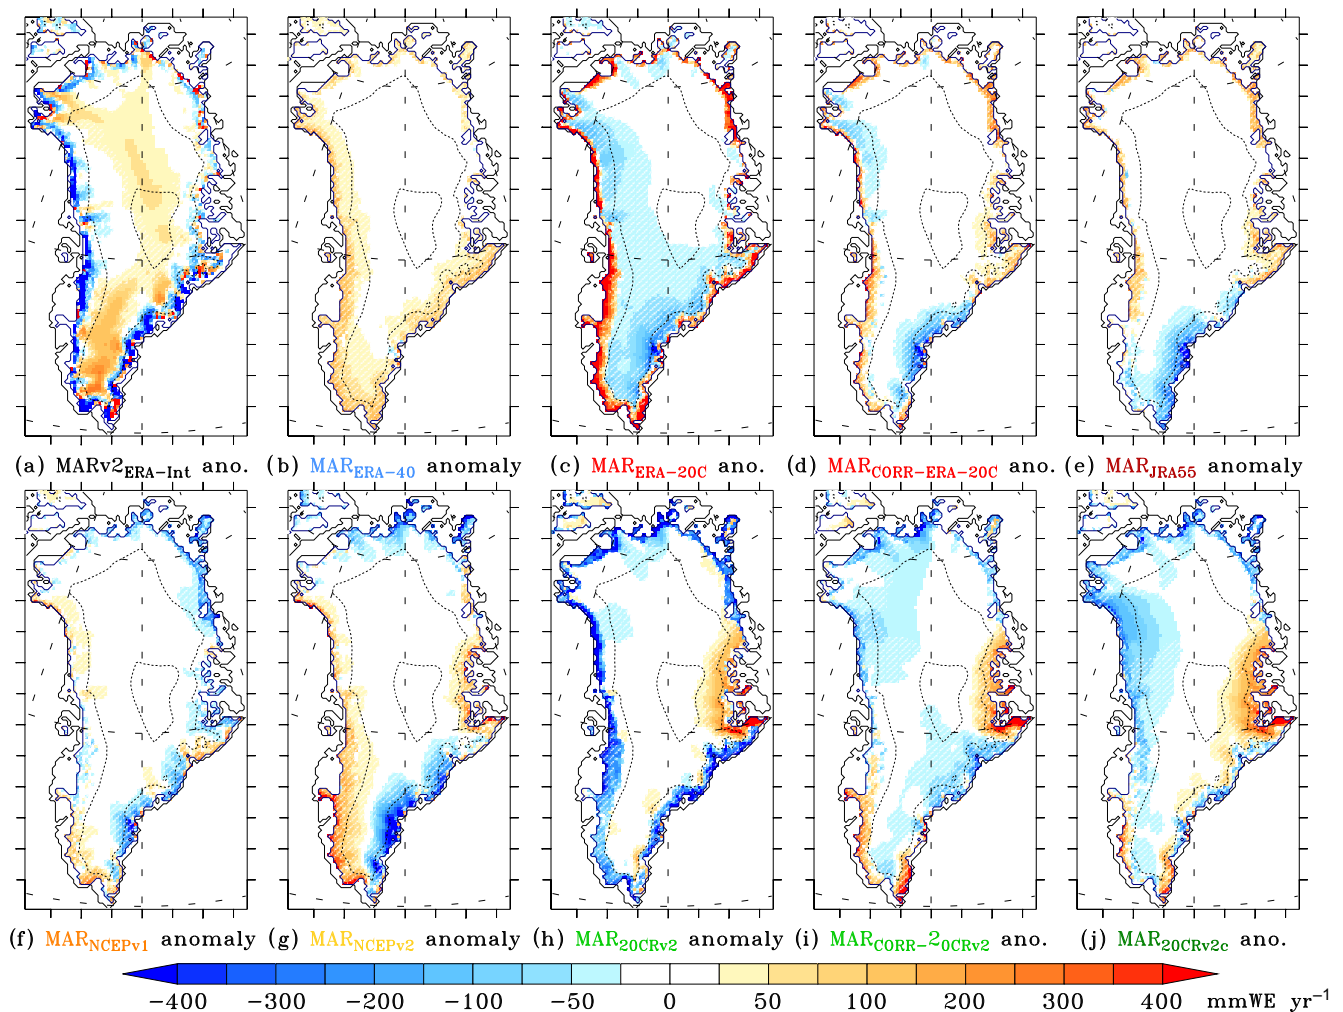 (a) MARv2ERA−Int ano. (b) MARERA−40 anomaly (c) MARERA−20C ano. (d) MARCORR−ERA−20C ano. (e) MARJRA55 anomaly
(f) MARNCEPv1 anomaly (g) MARNCEPv2 anomaly (h) MAR20CRv2 anomaly (i) MARCORR−20CRv2 ano. (j) MAR20CRv2c ano.
−400 −300 −200 −100 −50 0 50 100 200 300 400 mmWE yr−1